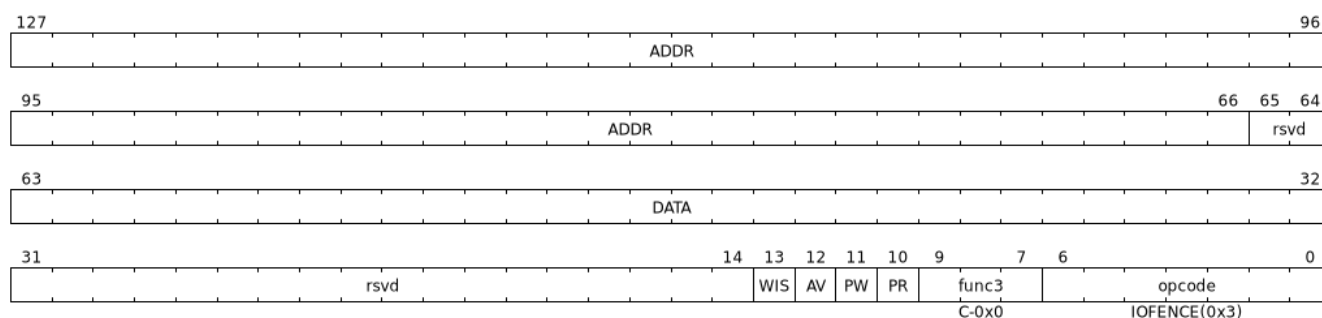 127 96
ADDR
95 66 65 64
ADDR rsvd
63 32
DATA
31 14 13 12 11 10 9 7 6 0
rsvd WIS AV PW PR func3 opcode
C-0x0 IOFENCE(0x3)